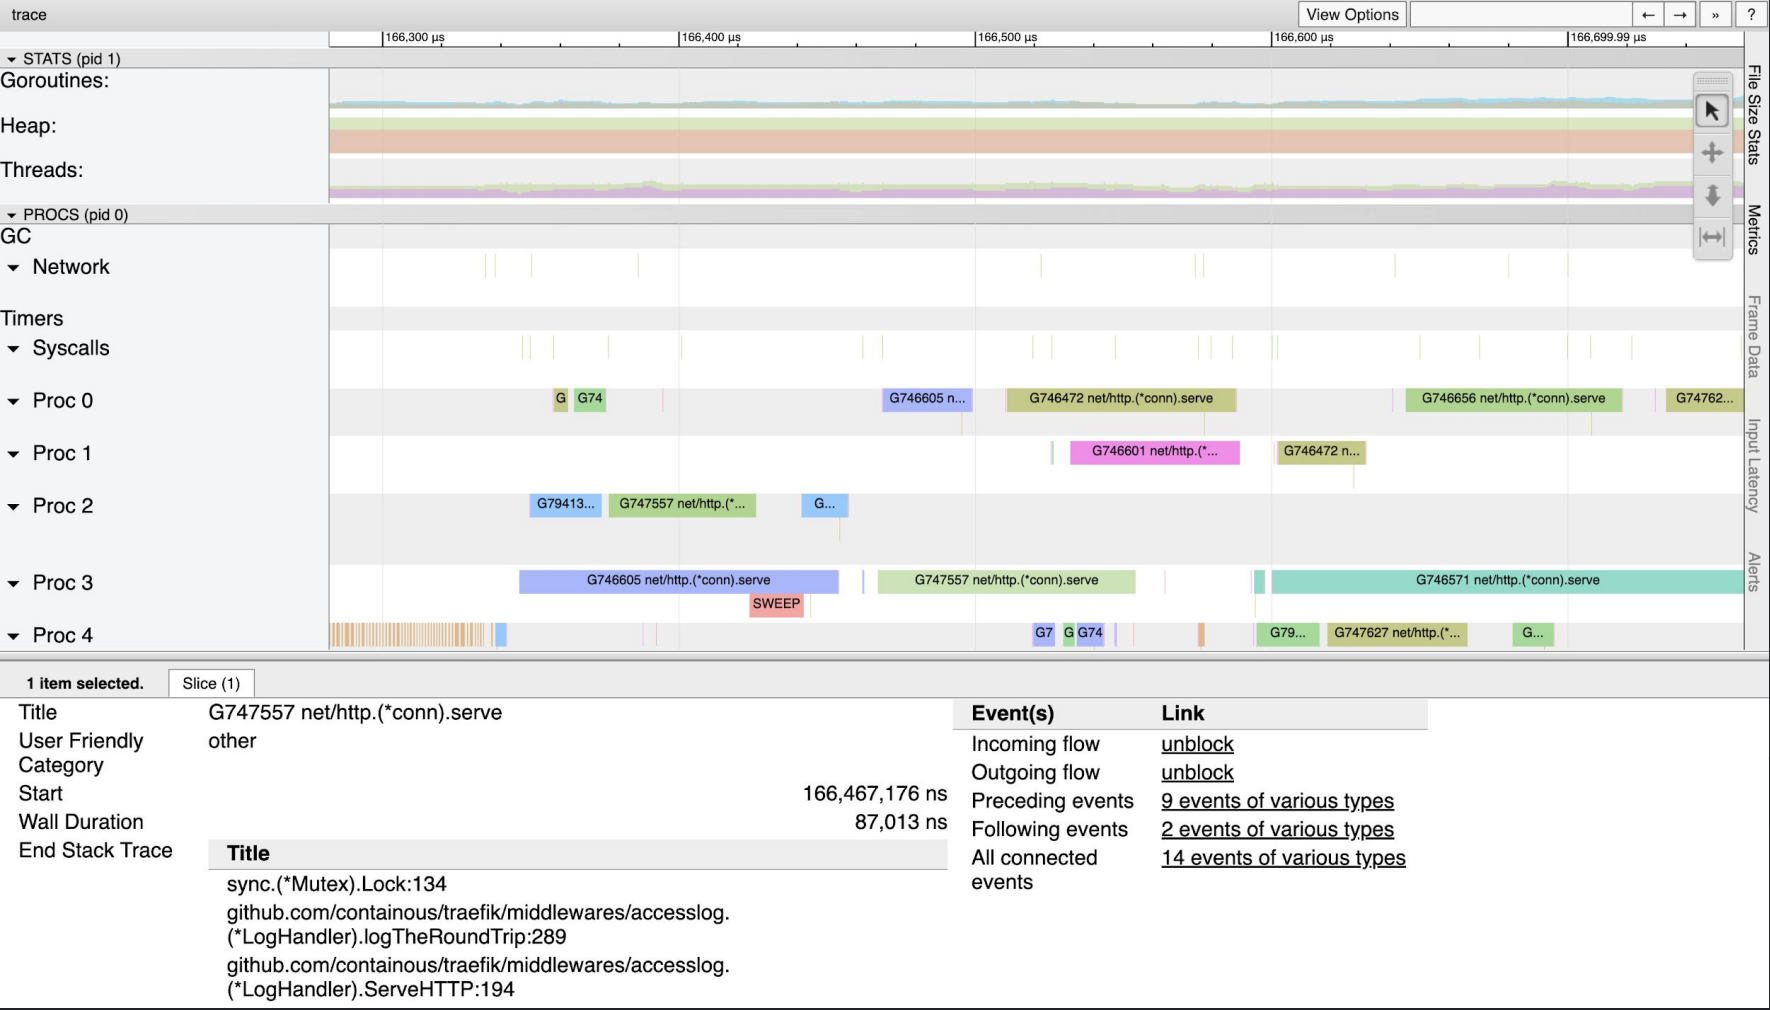 trace
View Options
← → » ?
166,300 µs
166,400 µs
166,500 µs
166,600 µs
166,699.99 µs
STATS (pid 1)
Goroutines:
Heap:
Threads:
PROCS (pid 0)
GC
Network
Timers
Syscalls
Proc 0
G
G74
G746605 n...
G746472 net/http.(*conn).serve
G746656 net/http.(*conn).serve
G74762...
Proc 1
G746601 net/http.(*...
G746472 n...
Proc 2
G79413...
G747557 net/http.(*...
G...
Proc 3
G746605 net/http.(*conn).serve
G747557 net/http.(*conn).serve
G746571 net/http.(*conn).serve
SWEEP
Proc 4
G7
G
G74
G79...
G747627 net/http.(*...
G...
File Size Stats
Metrics
Frame Data
Input Latency
Alerts
1 item selected.
Slice (1)
Title
G747557 net/http.(*conn).serve
User Friendly
Category
other
Start
166,467,176 ns
Wall Duration
87,013 ns
End Stack Trace
Title
sync.(*Mutex).Lock:134
github.com/containous/traefik/middlewares/accesslog.
(*LogHandler).logTheRoundTrip:289
github.com/containous/traefik/middlewares/accesslog.
(*LogHandler).ServeHTTP:194
Event(s)
Link
Incoming flow
unblock
Outgoing flow
unblock
Preceding events
9 events of various types
Following events
2 events of various types
All connected
events
14 events of various types